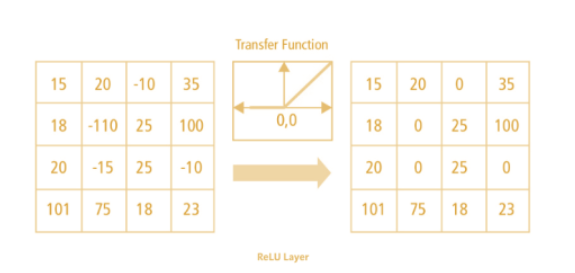 Transfer Function
15 20 -10 35
18 -110 25 100
20 -15 25 -10
101 75 18 23
0,0
15 20 0 35
18 0 25 100
20 0 25 0
101 75 18 23
ReLU Layer